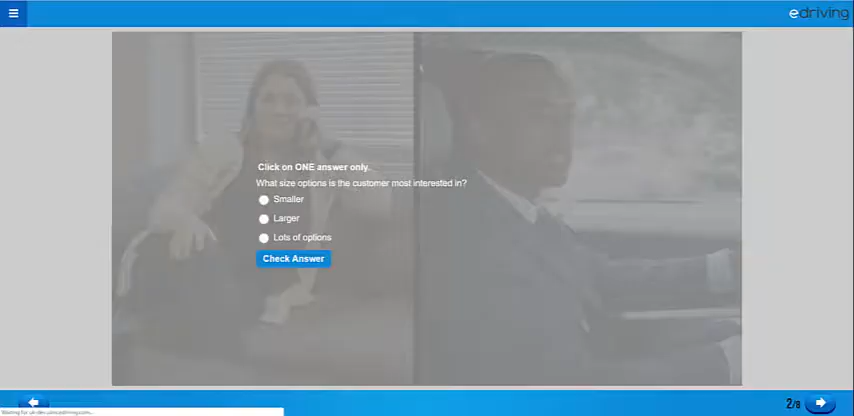 edriving
Click on ONE answer only.
What size options is the customer most interested in?
Smaller
Larger
Lots of options
Check Answer
2/8